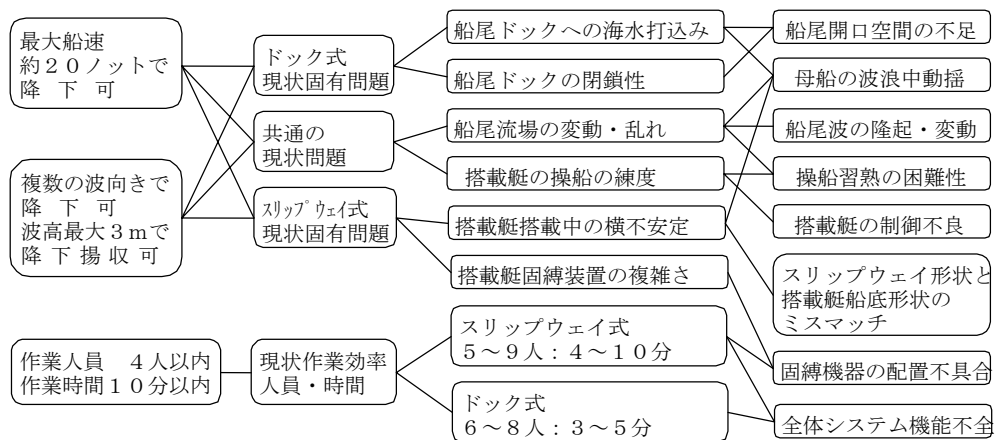 最大船速
約２０ノットで
降 下 可
複数の波向きで
降 下 可
波高最大３ｍで
降 下 揚 収 可
作業人員　４人以内
作業時間１０分以内
ドック式
現状固有問題
共通の
現状問題
ｽﾘｯﾌﾟｳｪｲ式
現状固有問題
現状作業効率
人員・時間
船尾ドックへの海水打込み
船尾ドックの閉鎖性
船尾流場の変動・乱れ
搭載艇の操船の練度
搭載艇搭載中の横不安定
搭載艇固縛装置の複雑さ
スリップウェイ式
５～９人：４～１０分
ドック式
６～８人：３～５分
船尾開口空間の不足
母船の波浪中動揺
船尾波の隆起・変動
操船習熟の困難性
搭載艇の制御不良
スリップウェイ形状と
搭載艇船底形状の
ミスマッチ
固縛機器の配置不具合
全体システム機能不全